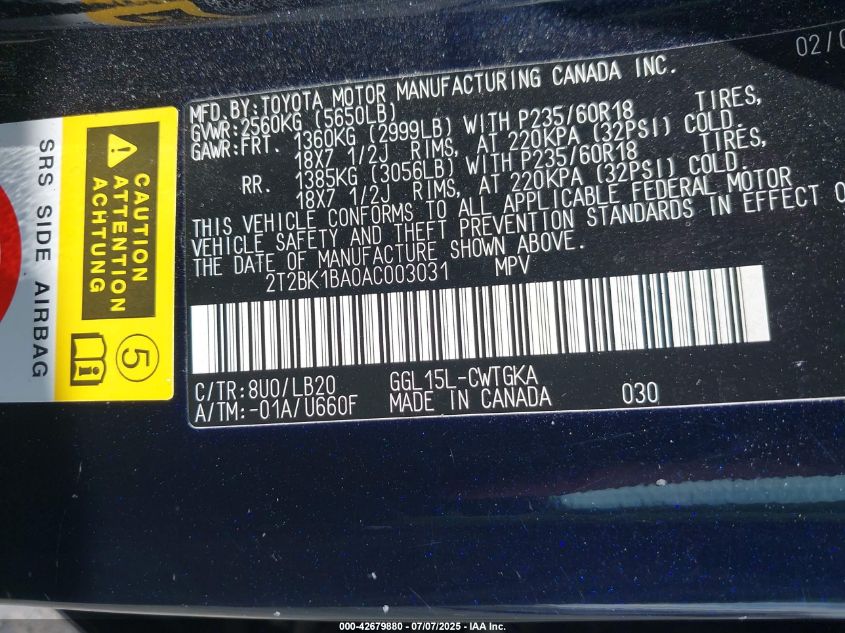 02/0
MFD.BY:TOYOTA MOTOR MANUFACTURING CANADA INC.
GVWR:2560KG (5650LB)
GAWR:FRT. 1360KG (2999LB) WITH P235/60R18 TIRES,
18X7 1/2J RIMS, AT 220KPA (32PSI) COLD.
RR. 1385KG (3056LB) WITH P235/60R18 TIRES,
18X7 1/2J RIMS, AT 220KPA (32PSI) COLD.
THIS VEHICLE CONFORMS TO ALL APPLICABLE FEDERAL MOTOR
VEHICLE SAFETY AND THEFT PREVENTION STANDARDS IN EFFECT O
THE DATE OF MANUFACTURE SHOWN ABOVE.
2T2BK1BA0AC003031 MPV
C/TR:8U0/LB20 GGL15L-CWTGKA
A/TM:-01A/U660F MADE IN CANADA 030
SRS SIDE AIRBAG
CAUTION
ATTENTION
ACHTUNG
5
000-42679880 - 07/07/2025 - IAA Inc.